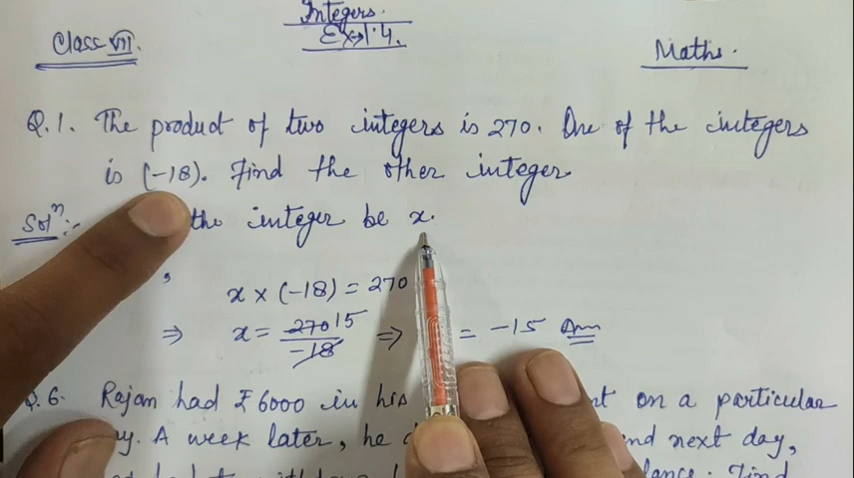 Integers.
Ex→1.4.
Class VII.
Maths.
Q.1. The product of two integers is 270. One of the integers
is (-18). Find the other integer
Solⁿ:- the integer be x.
x × (-18) = 270
⇒ x = 270 15 / -18 ⇒ = -15 Ans
Q.6. Rajan had ₹6000 in his on a particular
A week later, he next day,
Find